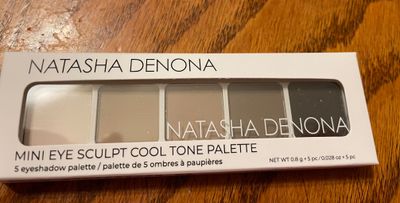 NATASHA DENONA
NATASHA DENONA
MINI EYE SCULPT COOL TONE PALETTE
5 eyeshadow palette / palette de 5 ombres à paupières
NET WT 0.8 g × 5 pc / 0.028 oz × 5 pc